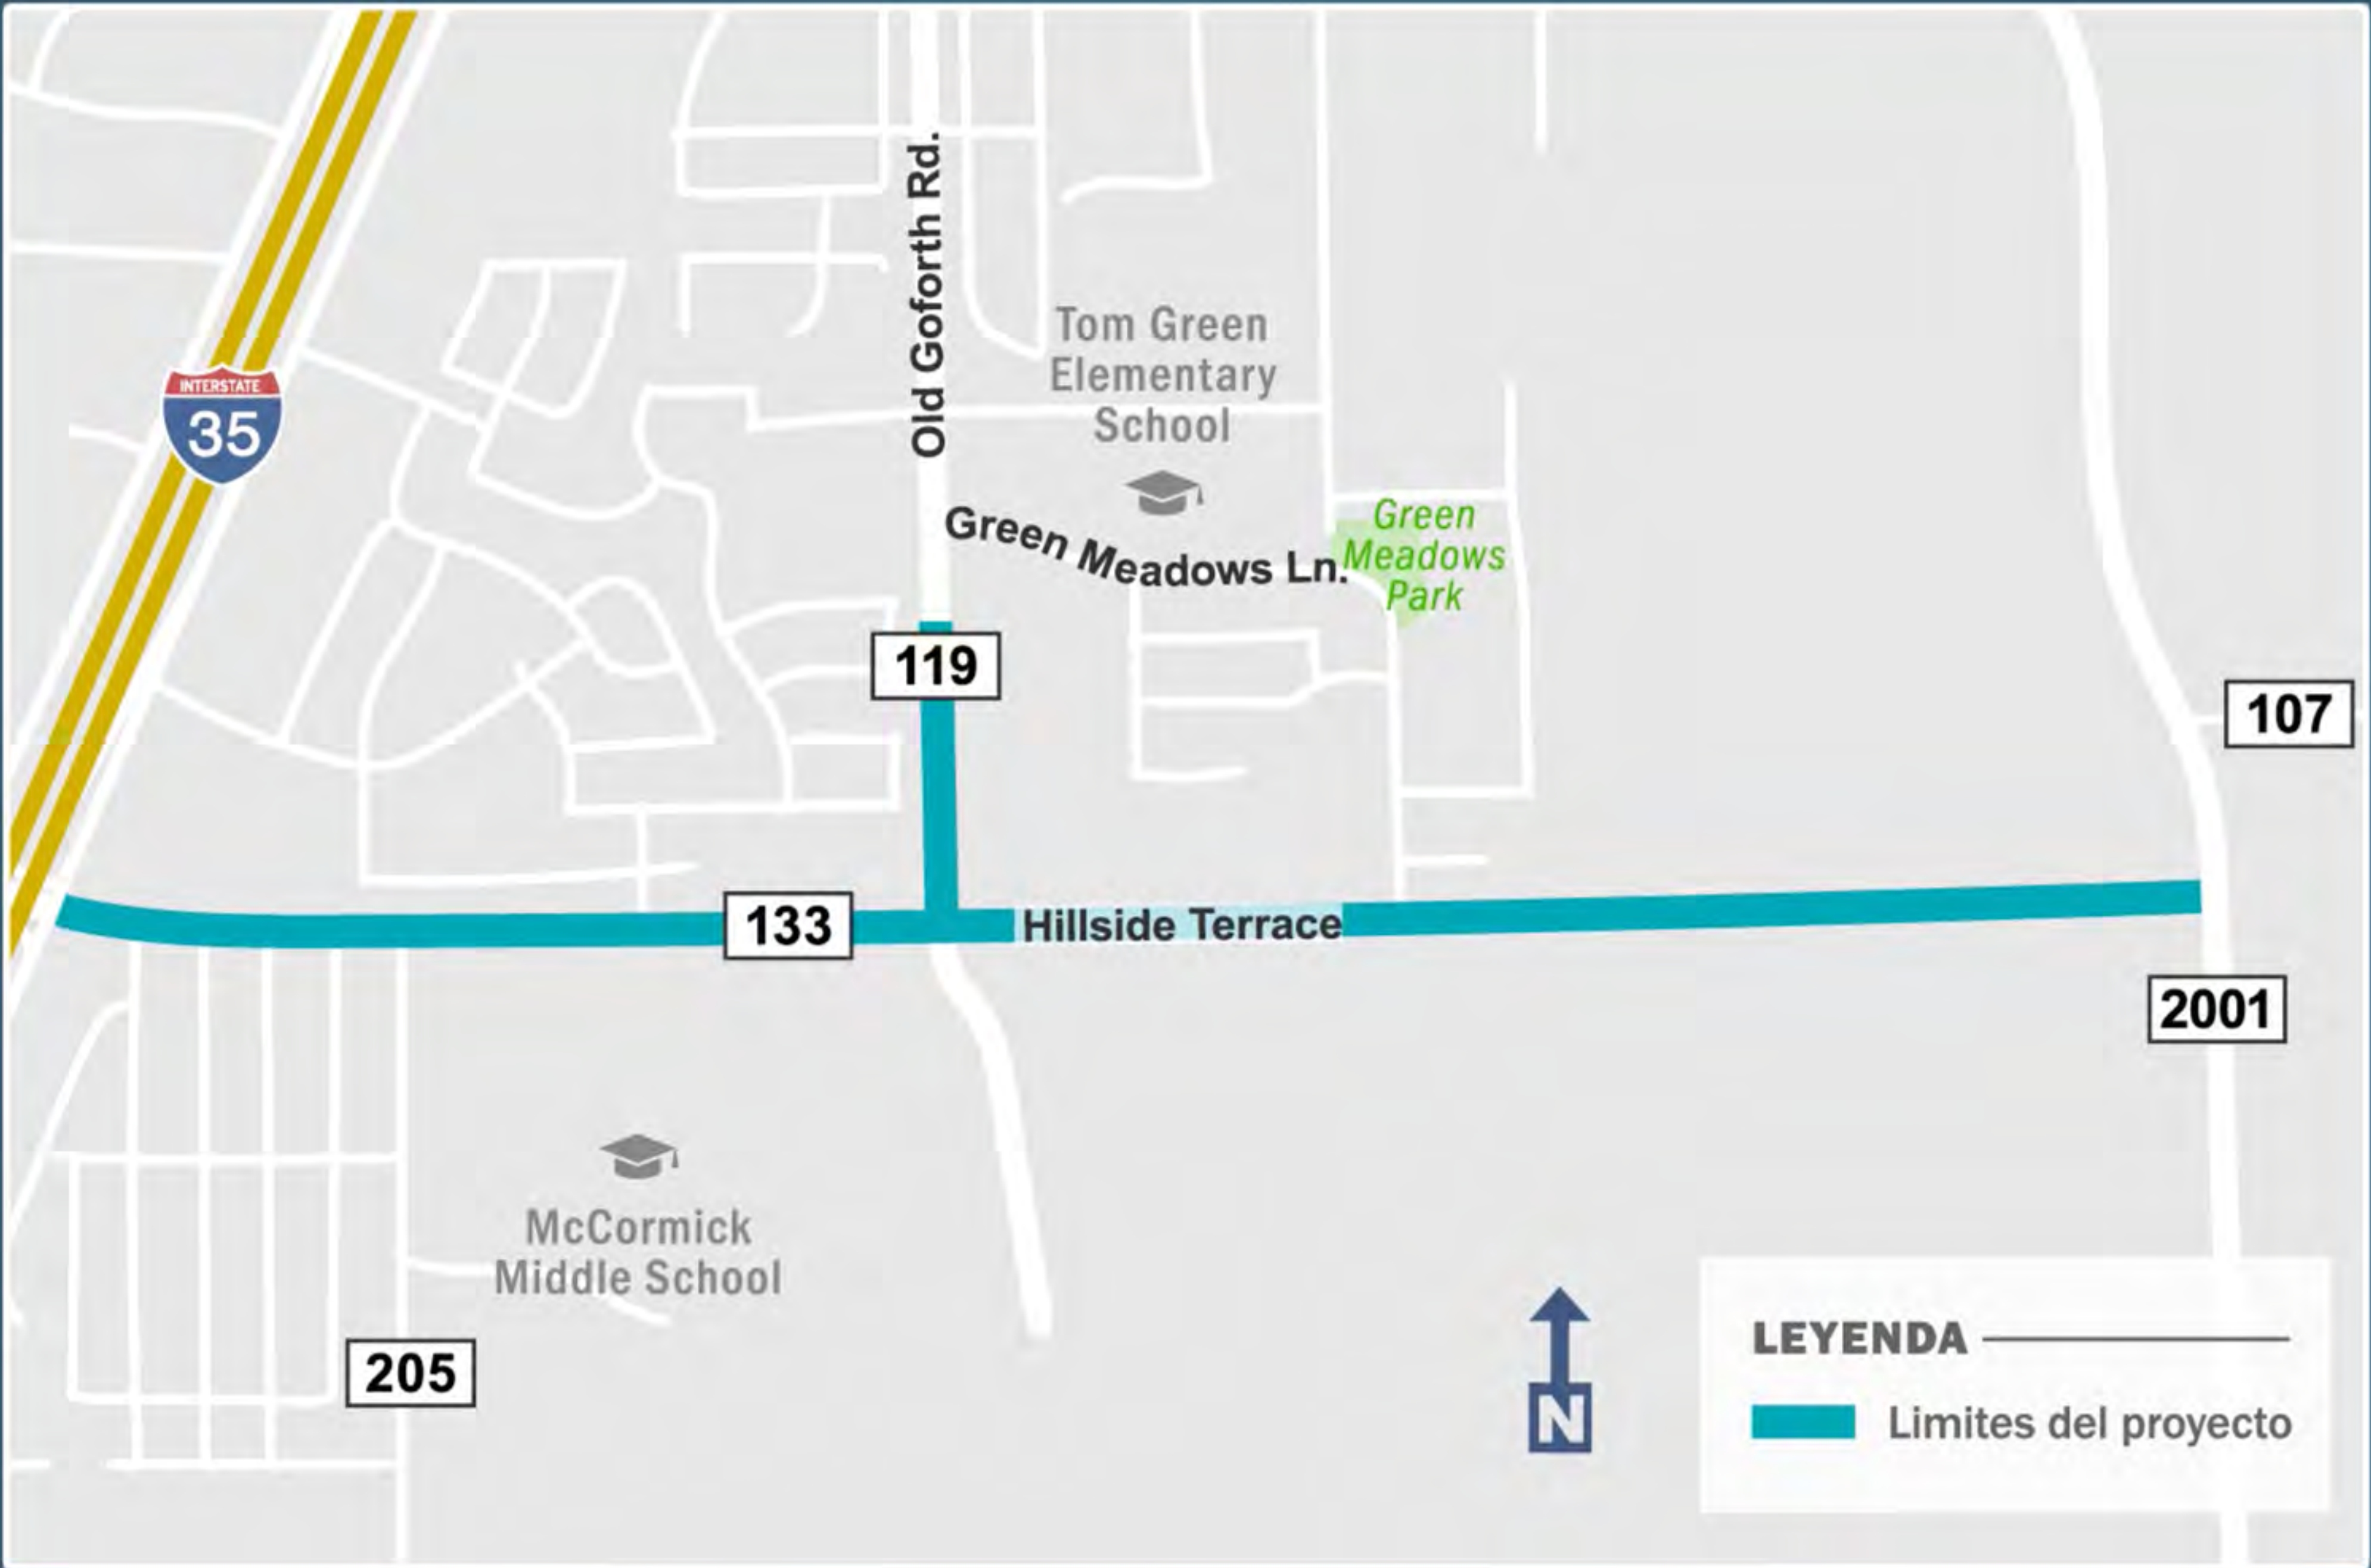 Old Goforth Rd.
Tom Green
Elementary
School
INTERSTATE
35
Green Meadows Ln.
Green
Meadows
Park
119
107
133
Hillside Terrace
2001
McCormick
Middle School
205
N
LEYENDA
Limites del proyecto